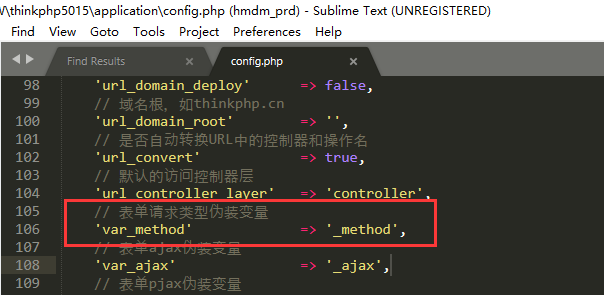 \thinkphp5015\application\config.php (hmdm_prd) - Sublime Text (UNREGISTERED)
Find View Goto Tools Project Preferences Help
Find Results × config.php ×
98 'url_domain_deploy' => false,
99 // 域名根，如thinkphp.cn
100 'url_domain_root' => '',
101 // 是否自动转换URL中的控制器和操作名
102 'url_convert' => true,
103 // 默认的访问控制器层
104 'url_controller_layer' => 'controller',
105 // 表单请求类型伪装变量
106 'var_method' => '_method',
107 // 表单ajax伪装变量
108 'var_ajax' => '_ajax',
109 // 表单pjax伪装变量